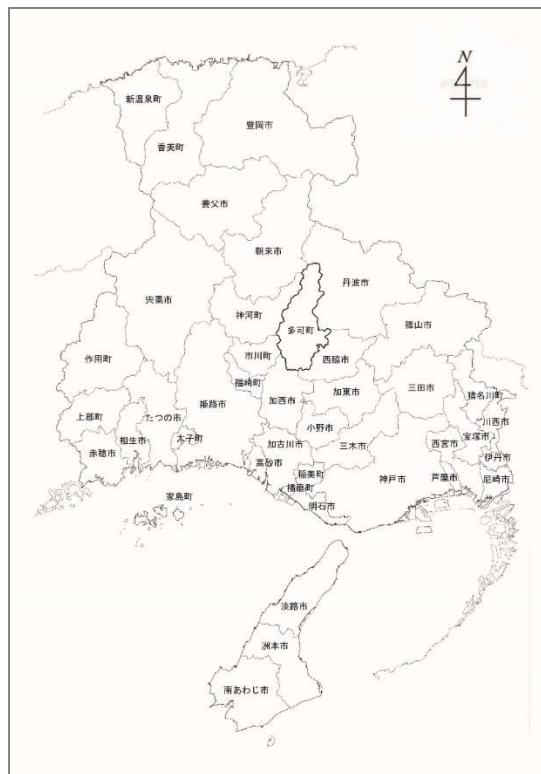 N
新温泉町
香美町
豊岡市
養父市
朝来市
丹波市
宍粟市
神河町
多可町
篠山市
作用町
市川町
西脇市
福崎町
加西市
加東市
三田市
猪名川町
上郡町
相生市
たつの市
姫路市
太子町
赤穂市
小野市
川西市
加古川市
三木市
西宮市
宝塚市
高砂市
稲美町
伊丹市
播磨町
神戸市
芦屋市
尼崎市
明石市
家島町
淡路市
洲本市
南あわじ市